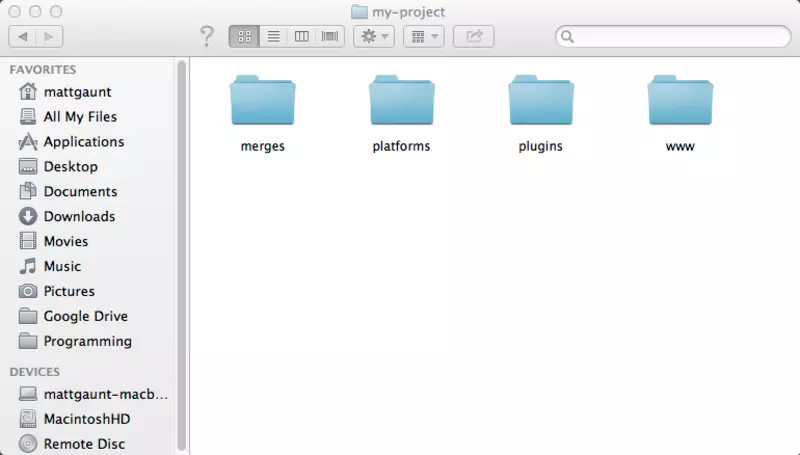 my-project
FAVORITES
mattgaunt
All My Files
Applications
Desktop
Documents
Downloads
Movies
Music
Pictures
Google Drive
Programming
DEVICES
mattgaunt-macb...
MacintoshHD
Remote Disc
merges platforms plugins www